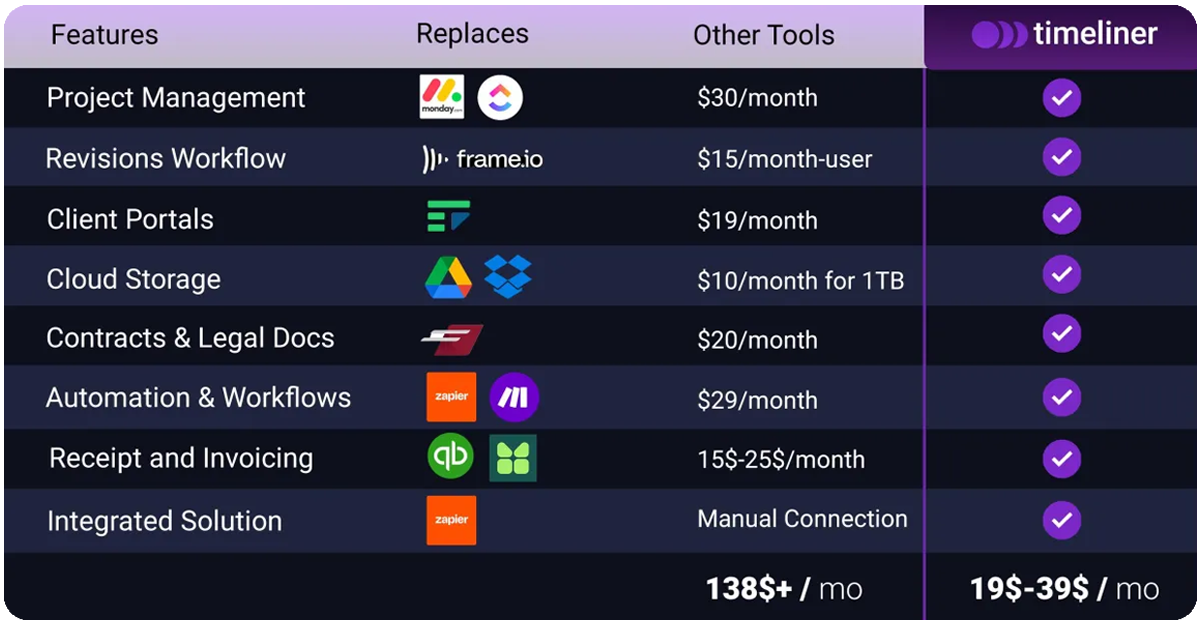 Features Replaces Other Tools timeliner
Project Management monday.com $30/month
Revisions Workflow frame.io $15/month-user
Client Portals $19/month
Cloud Storage $10/month for 1TB
Contracts & Legal Docs $20/month
Automation & Workflows zapier $29/month
Receipt and Invoicing qb 15$-25$/month
Integrated Solution zapier Manual Connection
138$+ / mo 19$-39$ / mo